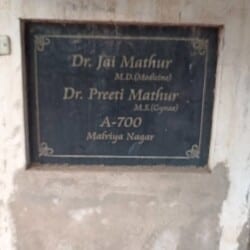 Dr. Jai Mathur
M.D.(Medicine)
Dr. Preeti Mathur
M.S.(Gynae)
A-700
Malviya Nagar